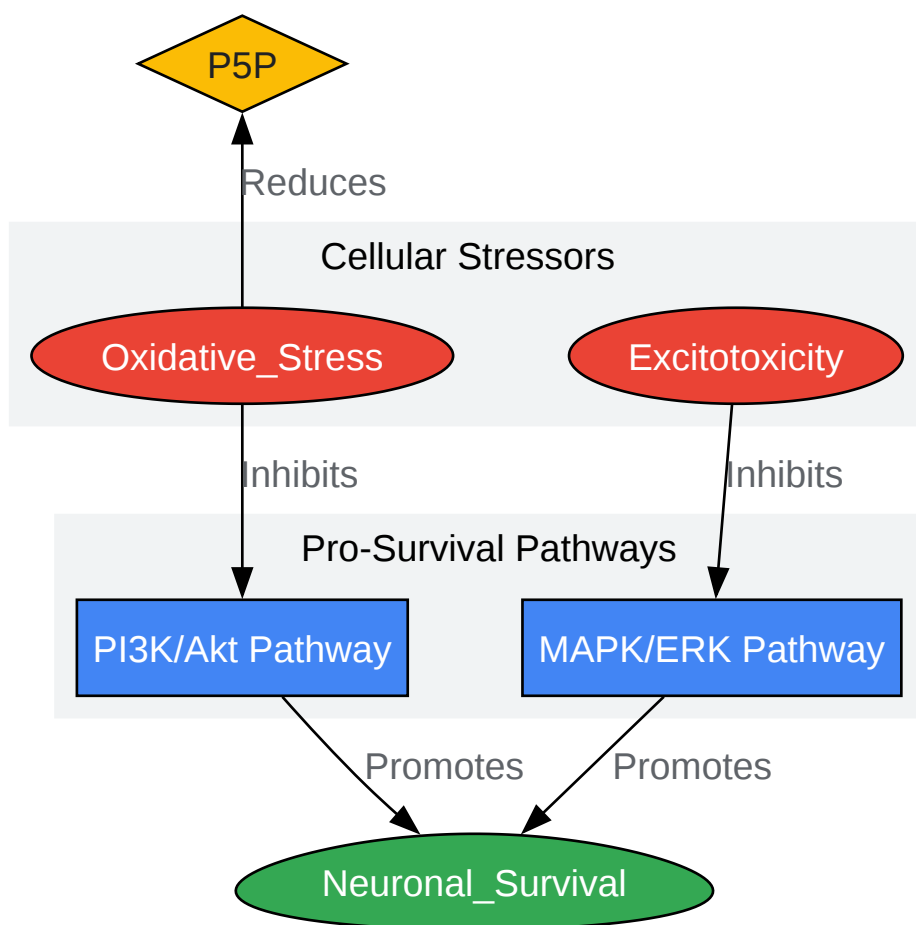 P5P
Reduces
Cellular Stressors
Oxidative_Stress
Excitotoxicity
Inhibits
Inhibits
Pro-Survival Pathways
PI3K/Akt Pathway
MAPK/ERK Pathway
Promotes
Promotes
Neuronal_Survival